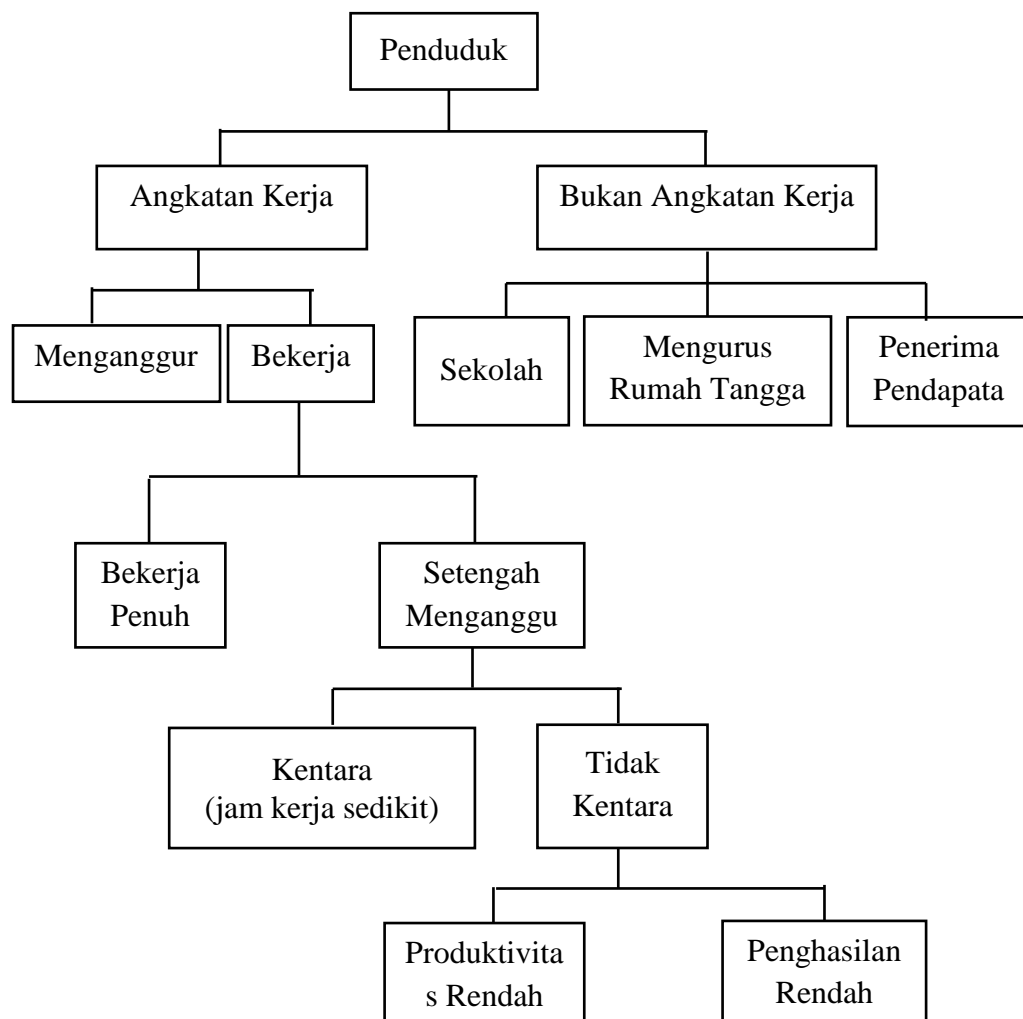 Penduduk
Angkatan Kerja
Bukan Angkatan Kerja
Menganggur
Bekerja
Sekolah
Mengurus
Rumah Tangga
Penerima
Pendapata
Bekerja
Penuh
Setengah
Menganggu
Kentara
(jam kerja sedikit)
Tidak
Kentara
Produktivita
s Rendah
Penghasilan
Rendah